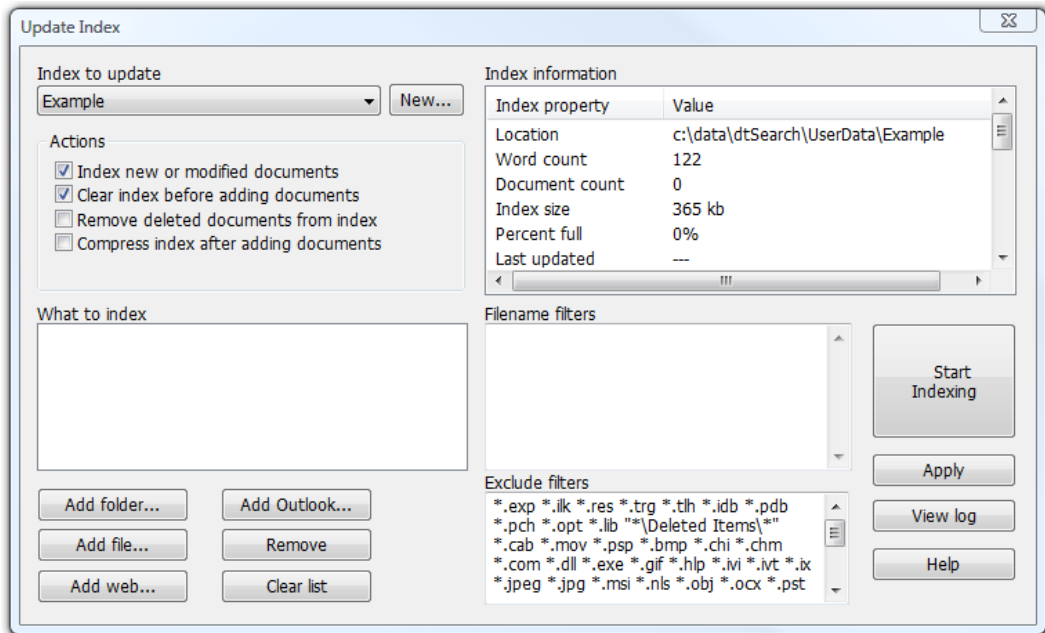 Update Index
Index to update
Example
New...
Actions
Index new or modified documents
Clear index before adding documents
Remove deleted documents from index
Compress index after adding documents
Index information
Index property Value
Location c:\data\dtSearch\UserData\Example
Word count 122
Document count 0
Index size 365 kb
Percent full 0%
Last updated ---
What to index
Filename filters
Start
Indexing
Add folder... Add Outlook...
Add file... Remove
Add web... Clear list
Exclude filters
*.exp *.ilk *.res *.trg *.tlh *.idb *.pdb
*.pch *.opt *.lib "*\Deleted Items\*"
*.cab *.mov *.psp *.bmp *.chi *.chm
*.com *.dll *.exe *.gif *.hlp *.ivi *.ivt *.ix
*.jpeg *.jpg *.msi *.nls *.obj *.ocx *.pst
Apply
View log
Help